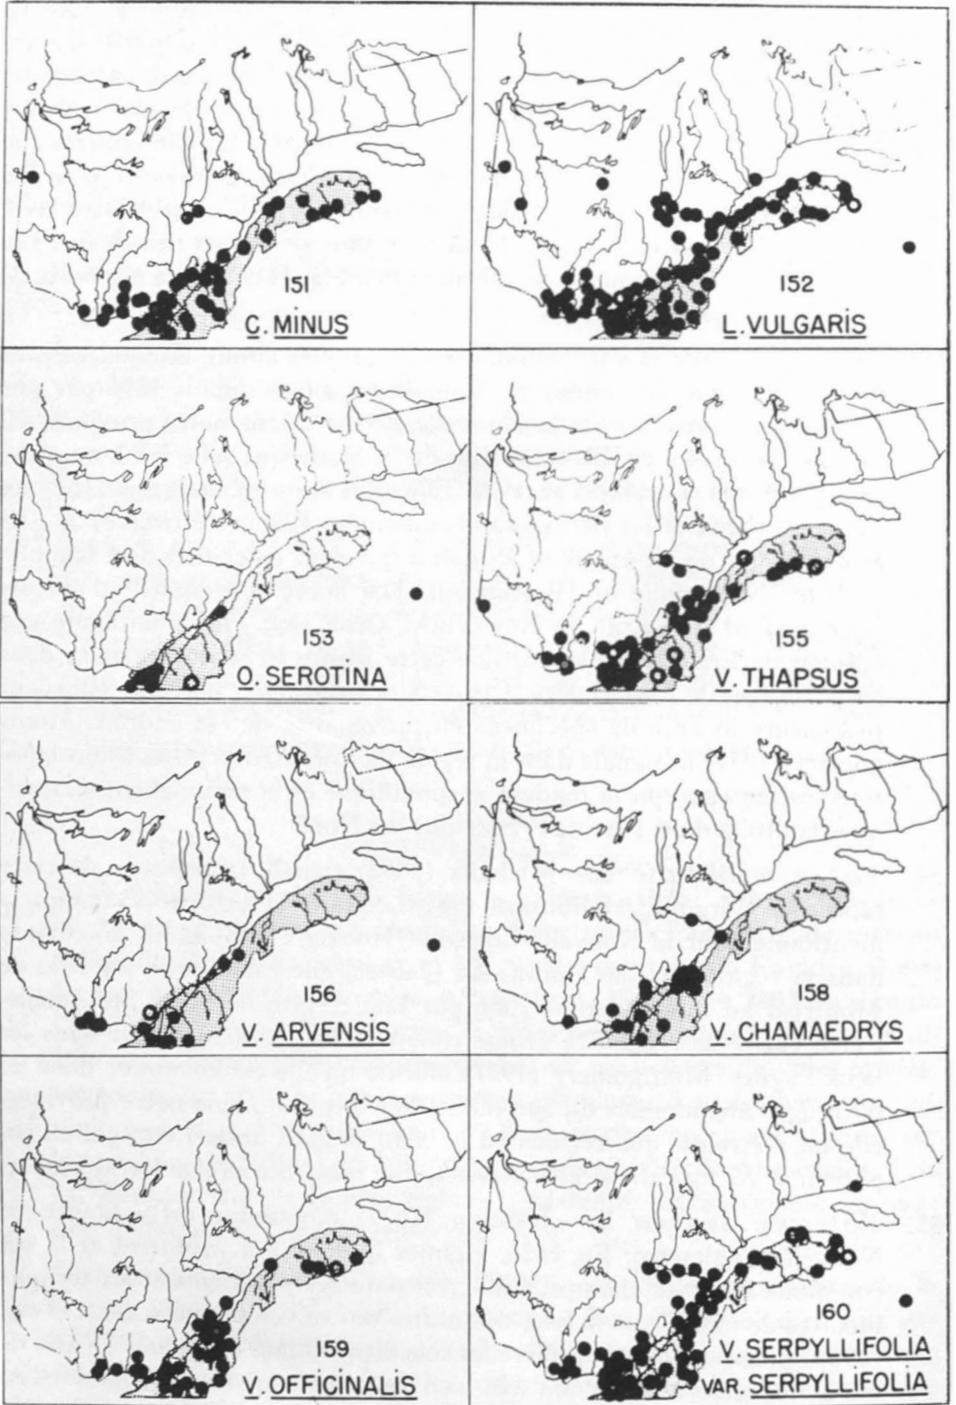 151
C. MINUS
152
L. VULGARIS
153
O. SEROTINA
155
V. THAPSUS
156
V. ARVENSIS
158
V. CHAMAEDRYS
159
V. OFFICINALIS
160
V. SERPYLLIFOLIA
VAR. SERPYLLIFOLIA